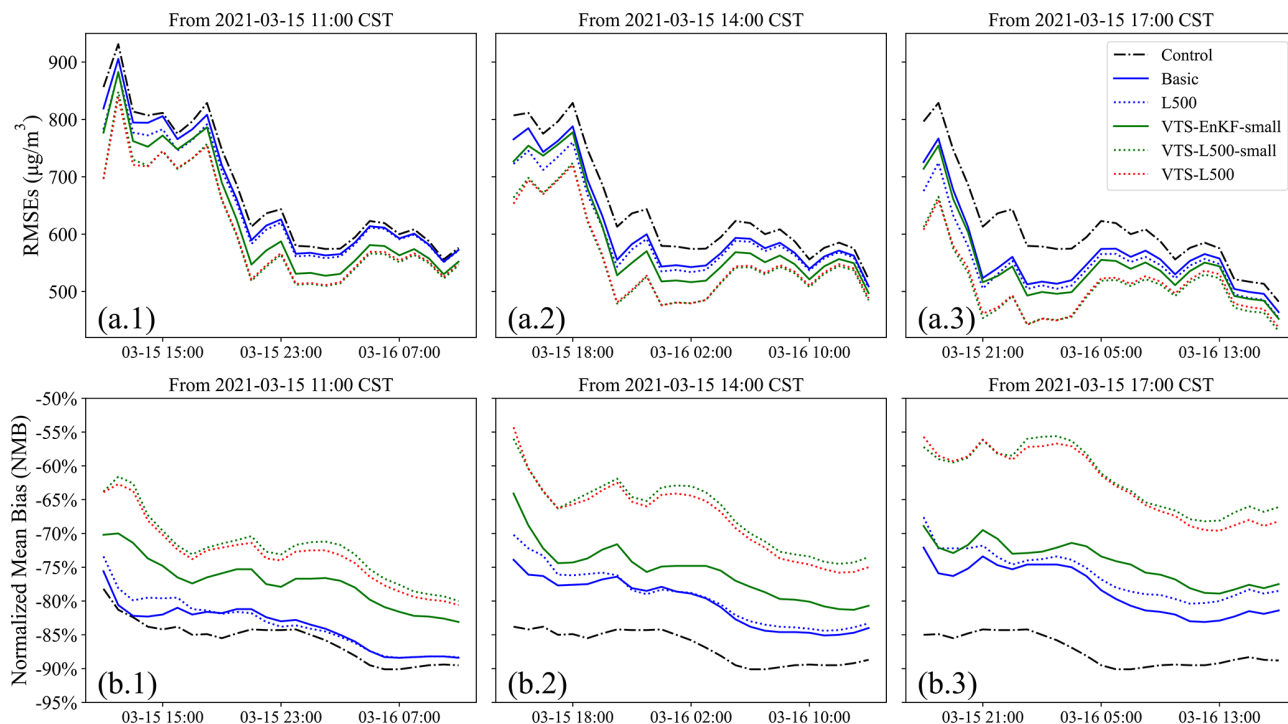 From 2021-03-15 11:00 CST
From 2021-03-15 14:00 CST
From 2021-03-15 17:00 CST
RMSEs (μg/m³)
900
800
700
600
500
Control
Basic
L500
VTS-EnKF-small
VTS-L500-small
VTS-L500
(a.1)
(a.2)
(a.3)
03-15 15:00
03-15 23:00
03-16 07:00
03-15 18:00
03-16 02:00
03-16 10:00
03-15 21:00
03-16 05:00
03-16 13:00
From 2021-03-15 11:00 CST
From 2021-03-15 14:00 CST
From 2021-03-15 17:00 CST
Normalized Mean Bias (NMB)
-50%
-55%
-60%
-65%
-70%
-75%
-80%
-85%
-90%
-95%
(b.1)
(b.2)
(b.3)
03-15 15:00
03-15 23:00
03-16 07:00
03-15 18:00
03-16 02:00
03-16 10:00
03-15 21:00
03-16 05:00
03-16 13:00